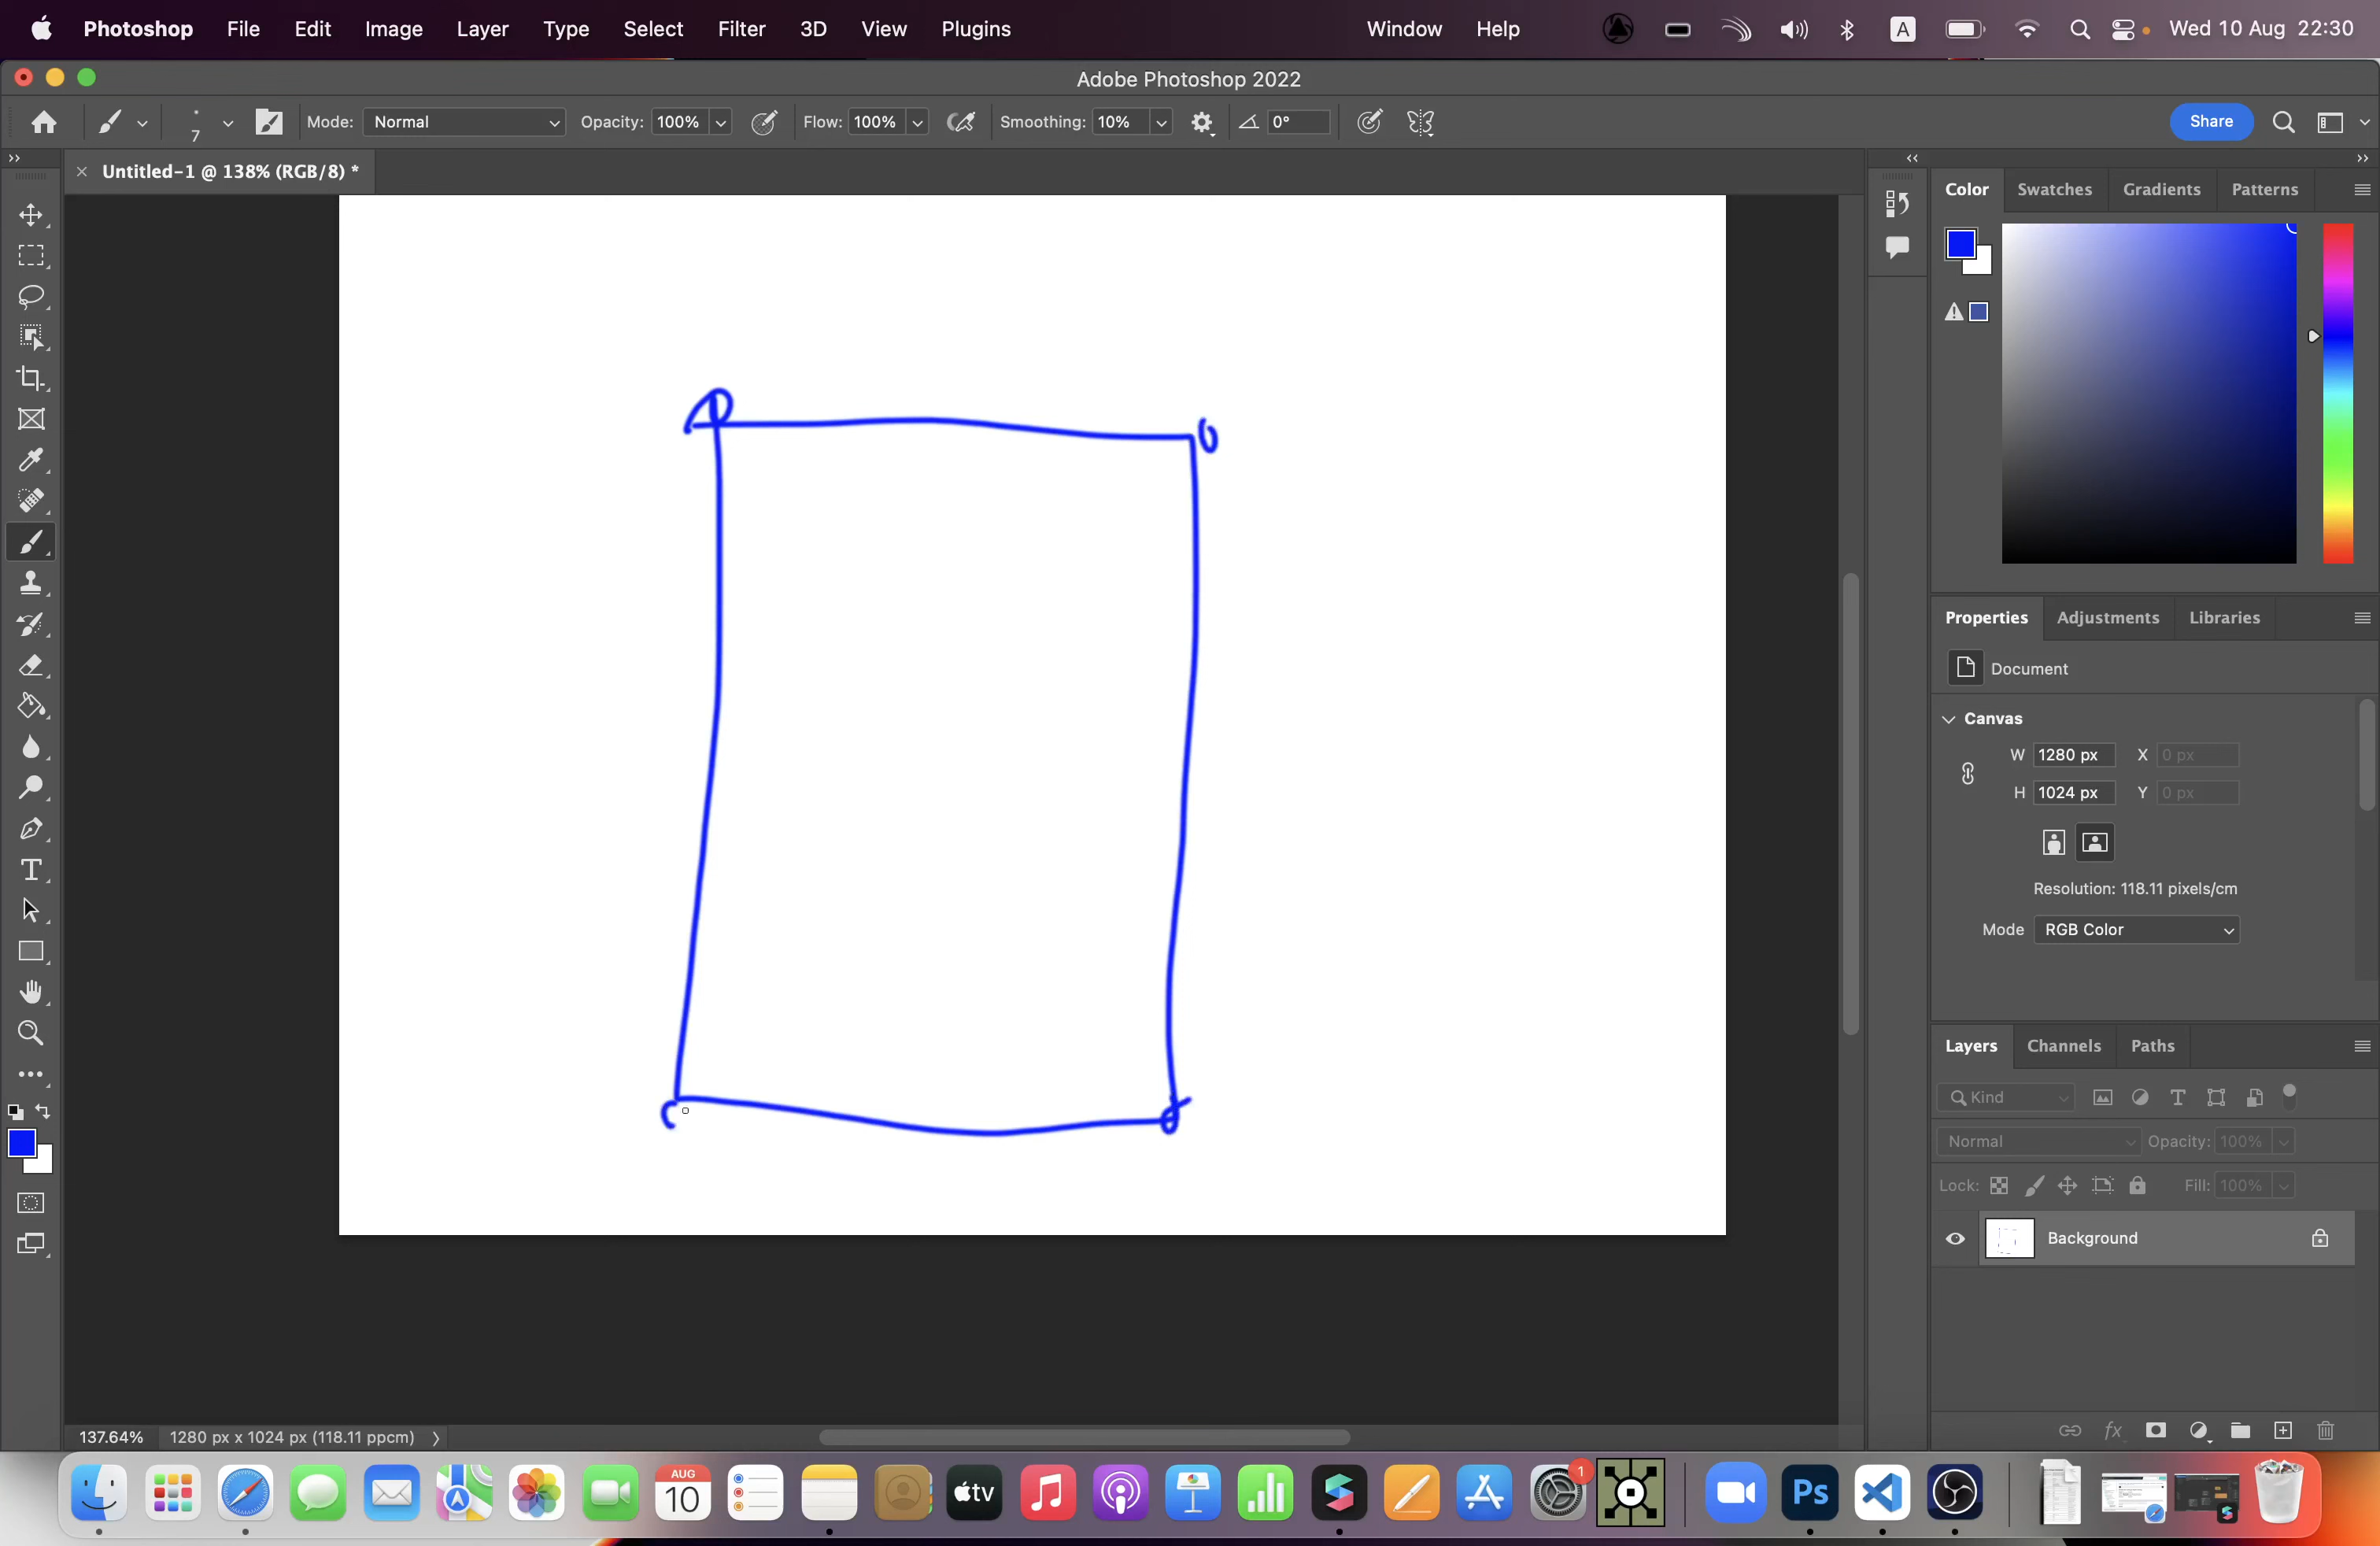 Photoshop File Edit Image Layer Type Select Filter 3D View Plugins Window Help A Wed 10 Aug 22:30
Adobe Photoshop 2022
7 Mode: Normal Opacity: 100% Flow: 100% Smoothing: 10% 0° Share
Untitled-1 @ 138% (RGB/8) *
Color Swatches Gradients Patterns
Properties Adjustments Libraries
Document
Canvas
W 1280 px X 0 px
H 1024 px Y 0 px
Resolution: 118.11 pixels/cm
Mode RGB Color
Layers Channels Paths
Kind
Normal Opacity: 100%
Lock: Fill: 100%
Background
137.64% 1280 px x 1024 px (118.11 ppcm)
AUG
10
tv
1
Ps